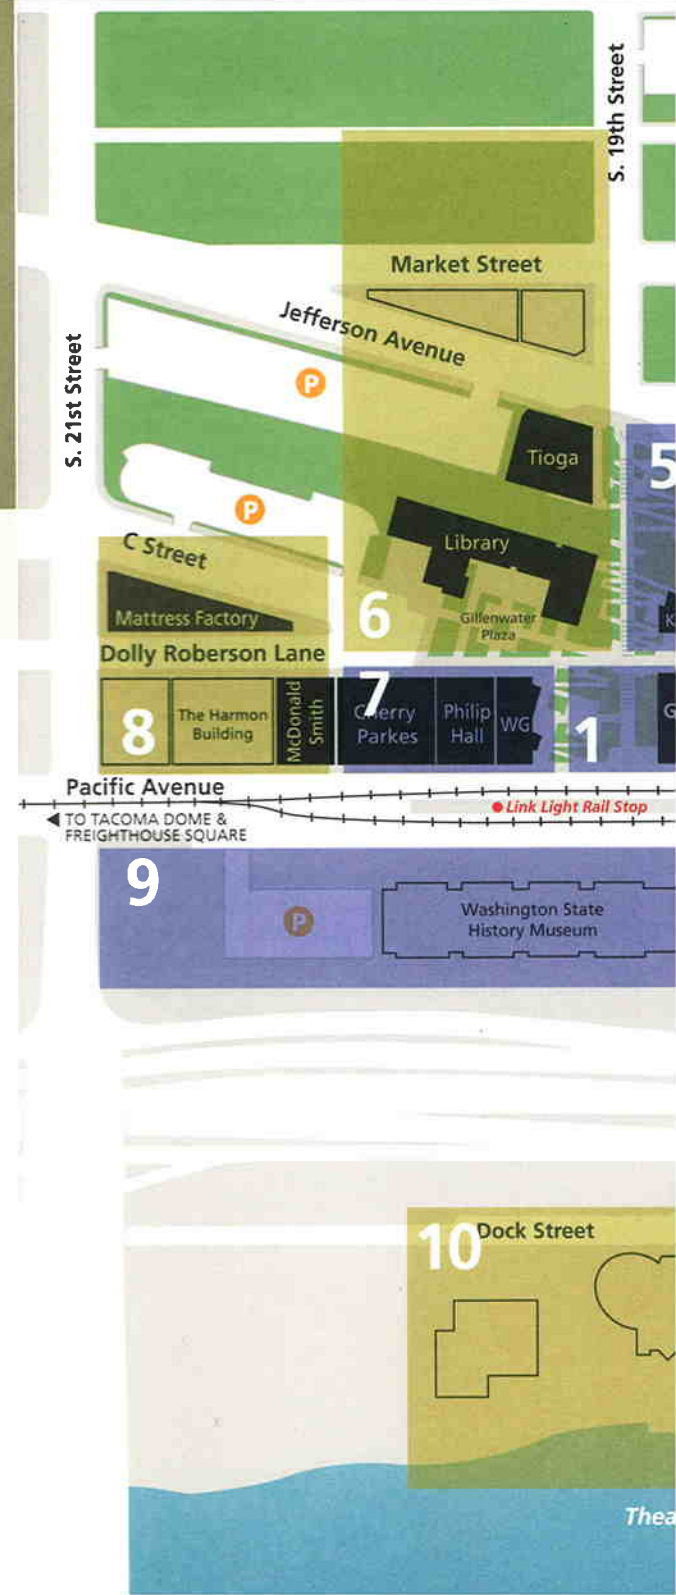 S. 19th Street
Market Street
Jefferson Avenue
S. 21st Street
P
Tioga
5
P
Library
C Street
Mattress Factory
6
Gillenwater
Plaza
K
Dolly Roberson Lane
8
The Harmon
Building
McDonald
Smith
7
Cherry
Parkes
Philip
Hall
WG
1
G
Pacific Avenue
Link Light Rail Stop
TO TACOMA DOME &
FREIGHTHOUSE SQUARE
9
P
Washington State
History Museum
10
Dock Street
Thea